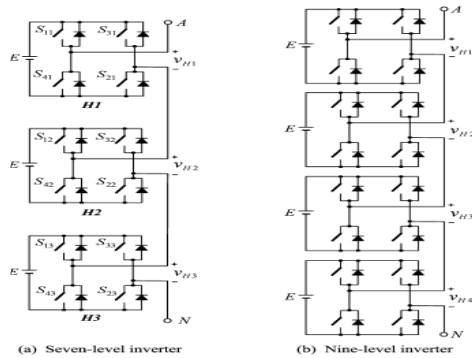 S11 S31 A
E + vH1 −
S41 S21
H1
S12 S32
E + vH2 −
S42 S22
H2
S13 S33
E + vH3 −
S43 S23
H3 N
(a) Seven-level inverter
A
E + vH1 −
E + vH2 −
E + vH3 −
E + vH4 −
N
(b) Nine-level inverter